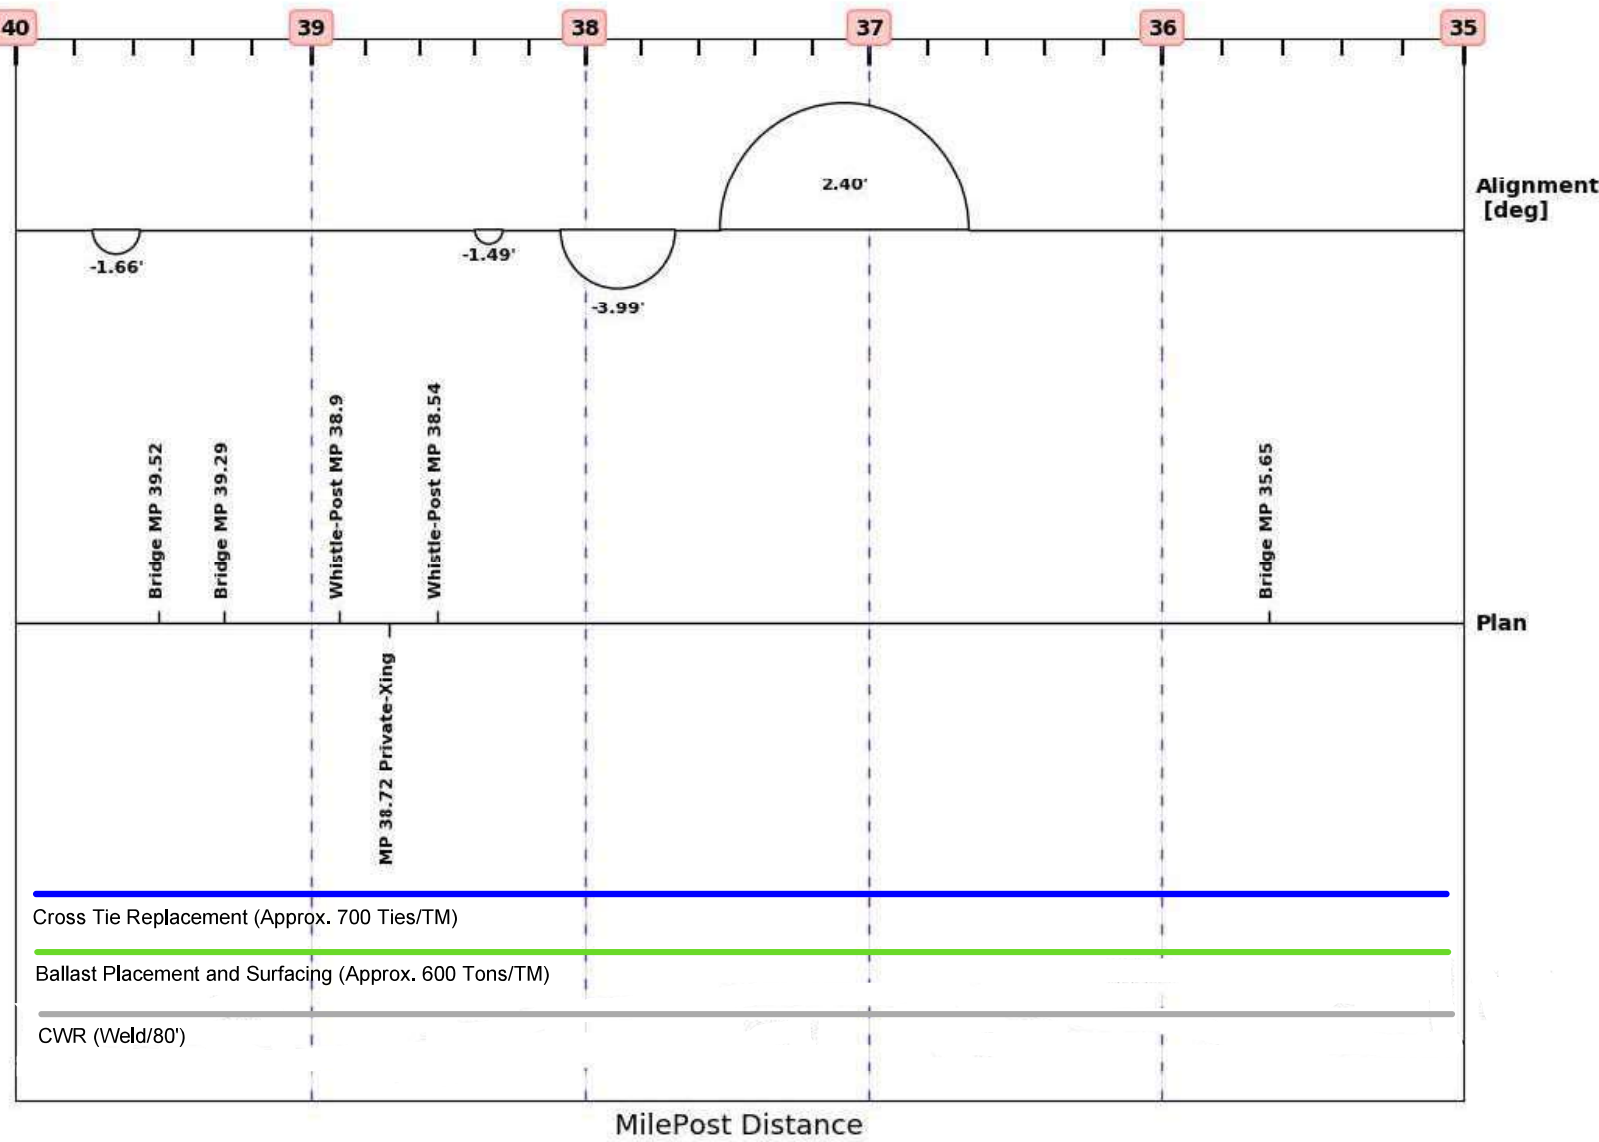 40 39 38 37 36 35
2.40'
Alignment
[deg]
-1.66'
-1.49'
-3.99'
Bridge MP 39.52
Bridge MP 39.29
Whistle-Post MP 38.9
Whistle-Post MP 38.54
Bridge MP 35.65
Plan
MP 38.72 Private-Xing
Cross Tie Replacement (Approx. 700 Ties/TM)
Ballast Placement and Surfacing (Approx. 600 Tons/TM)
CWR (Weld/80')
MilePost Distance